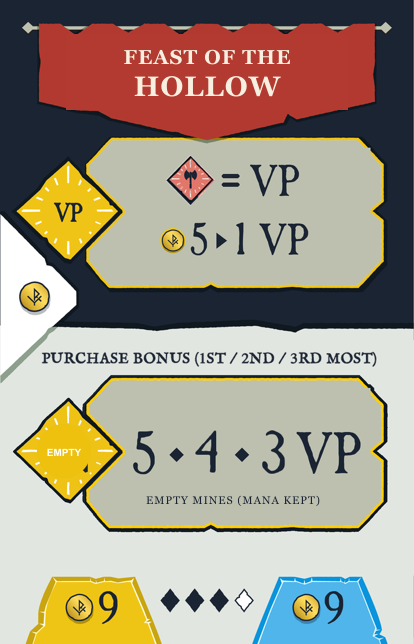 FEAST OF THE
HOLLOW
= VP
VP
5 ▸ 1 VP
PURCHASE BONUS (1ST / 2ND / 3RD MOST)
5 ⬥ 4 ⬥ 3 VP
EMPTY
EMPTY MINES (MANA KEPT)
9 9